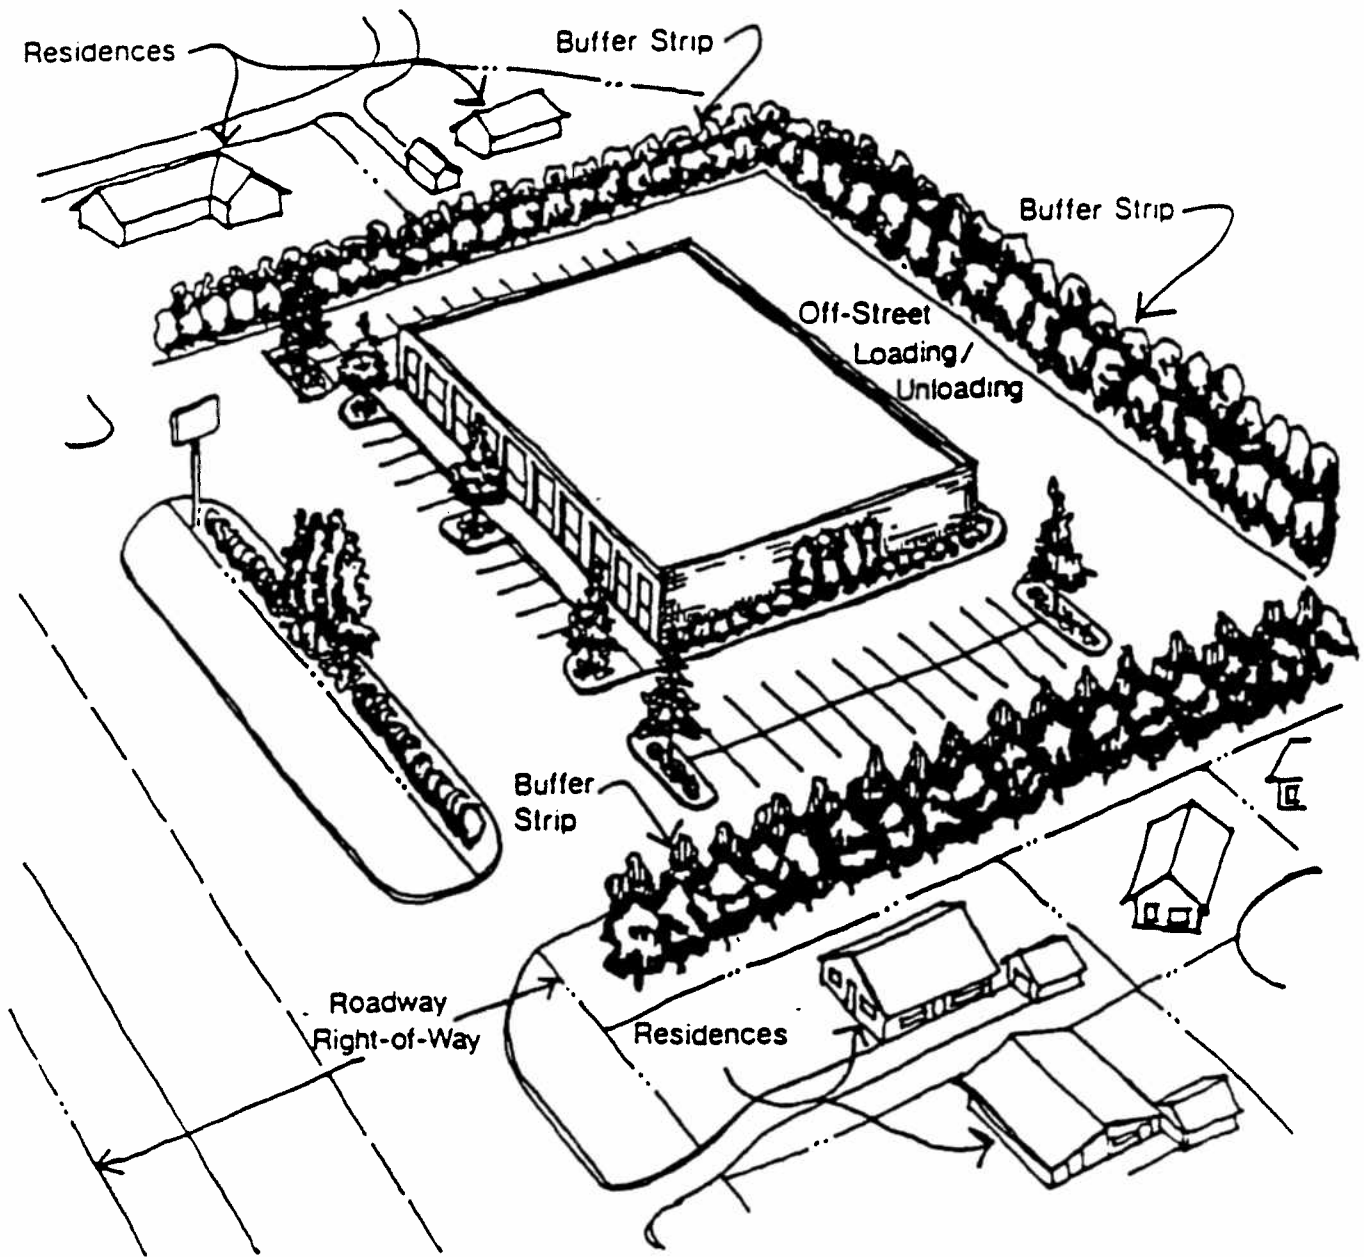 Residences
Buffer Strip
Buffer Strip
Off-Street
Loading/
Unloading
Buffer
Strip
Roadway
Right-of-Way
Residences